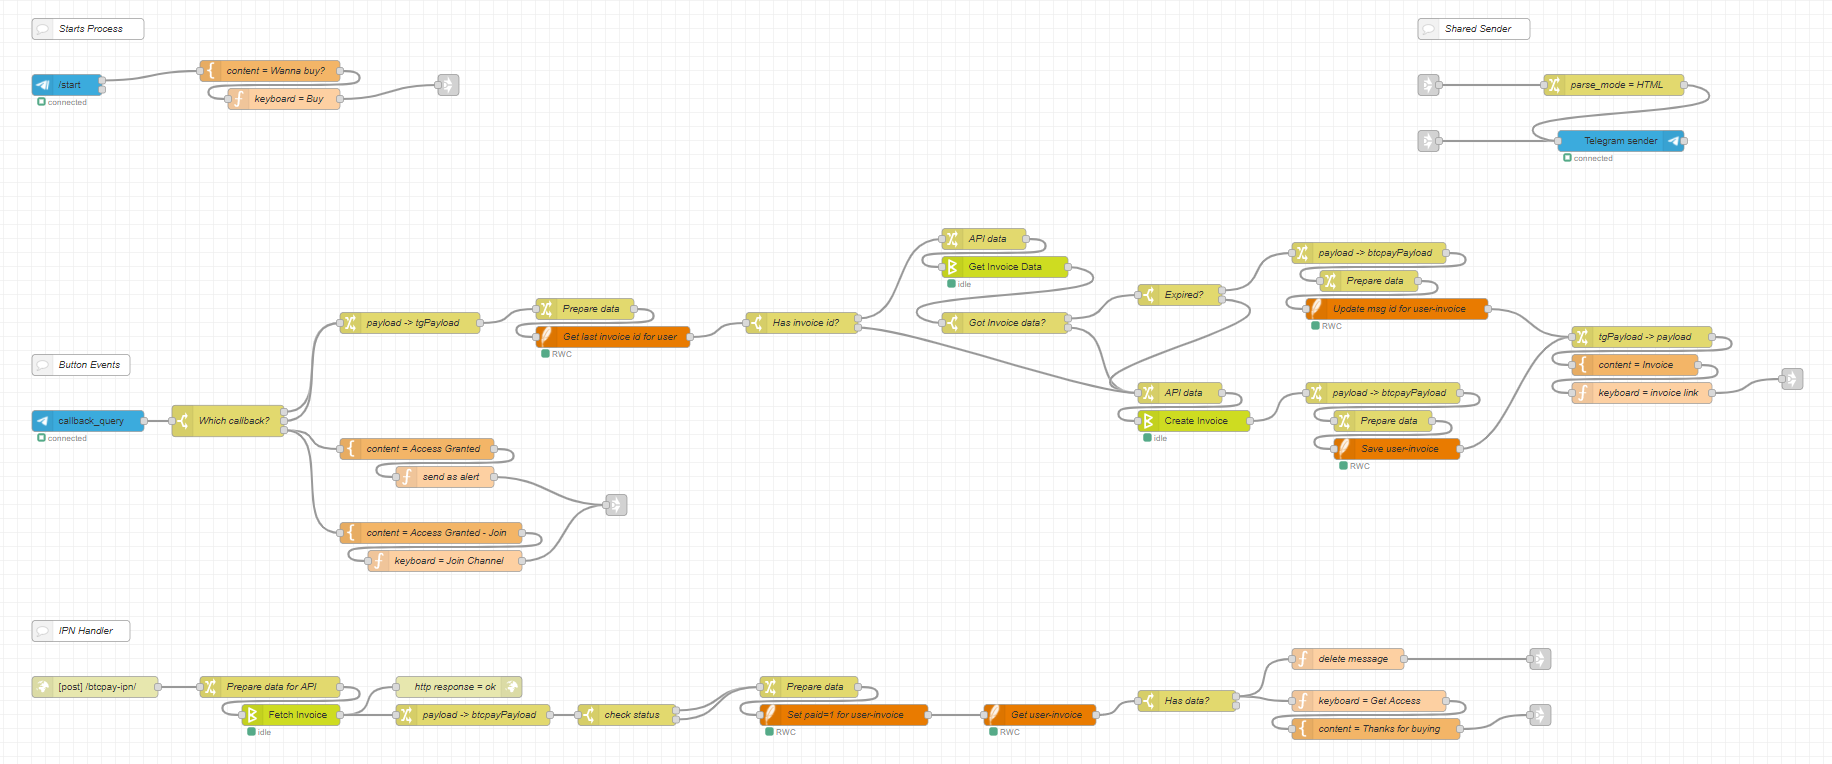 Starts Process
/start
connected
content = Wanna buy?
keyboard = Buy
Shared Sender
parse_mode = HTML
Telegram sender
connected
Button Events
callback_query
connected
Which callback?
payload -> tgPayload
Prepare data
Get last invoice id for user
RWC
Has invoice id?
API data
Get Invoice Data
idle
Got Invoice data?
Expired?
payload -> btcpayPayload
Prepare data
Update msg id for user-invoice
RWC
API data
Create Invoice
idle
payload -> btcpayPayload
Prepare data
Save user-invoice
RWC
tgPayload -> payload
content = Invoice
keyboard = invoice link
content = Access Granted
send as alert
content = Access Granted - Join
keyboard = Join Channel
IPN Handler
[post] /btcpay-ipn/
Prepare data for API
Fetch Invoice
idle
http response = ok
payload -> btcpayPayload
check status
Prepare data
Set paid=1 for user-invoice
RWC
Get user-invoice
RWC
Has data?
delete message
keyboard = Get Access
content = Thanks for buying